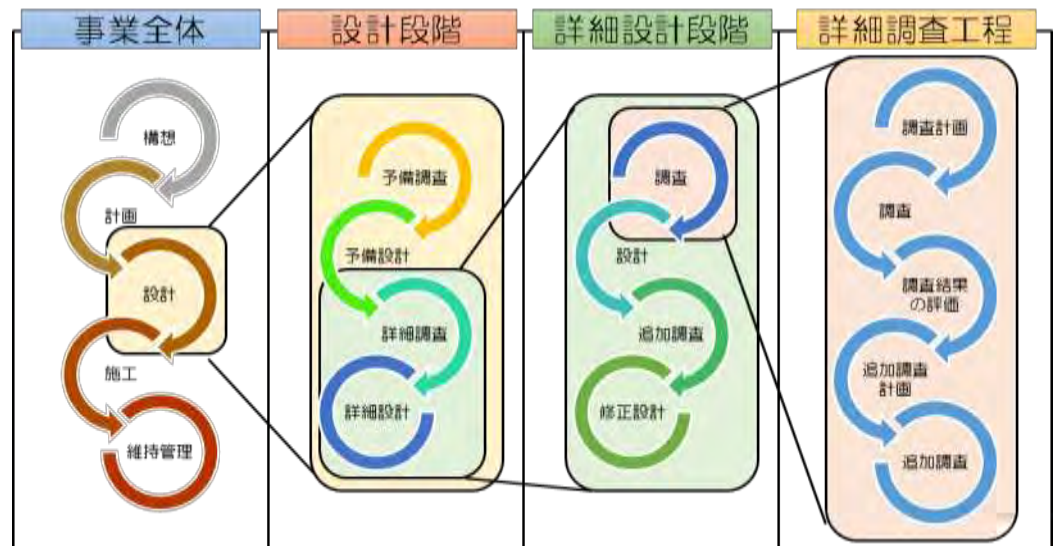 事業全体
構想
計画
設計
施工
維持管理
設計段階
予備調査
予備設計
詳細調査
詳細設計
詳細設計段階
調査
設計
追加調査
修正設計
詳細調査工程
調査計画
調査
調査結果
の評価
追加調査
計画
追加調査